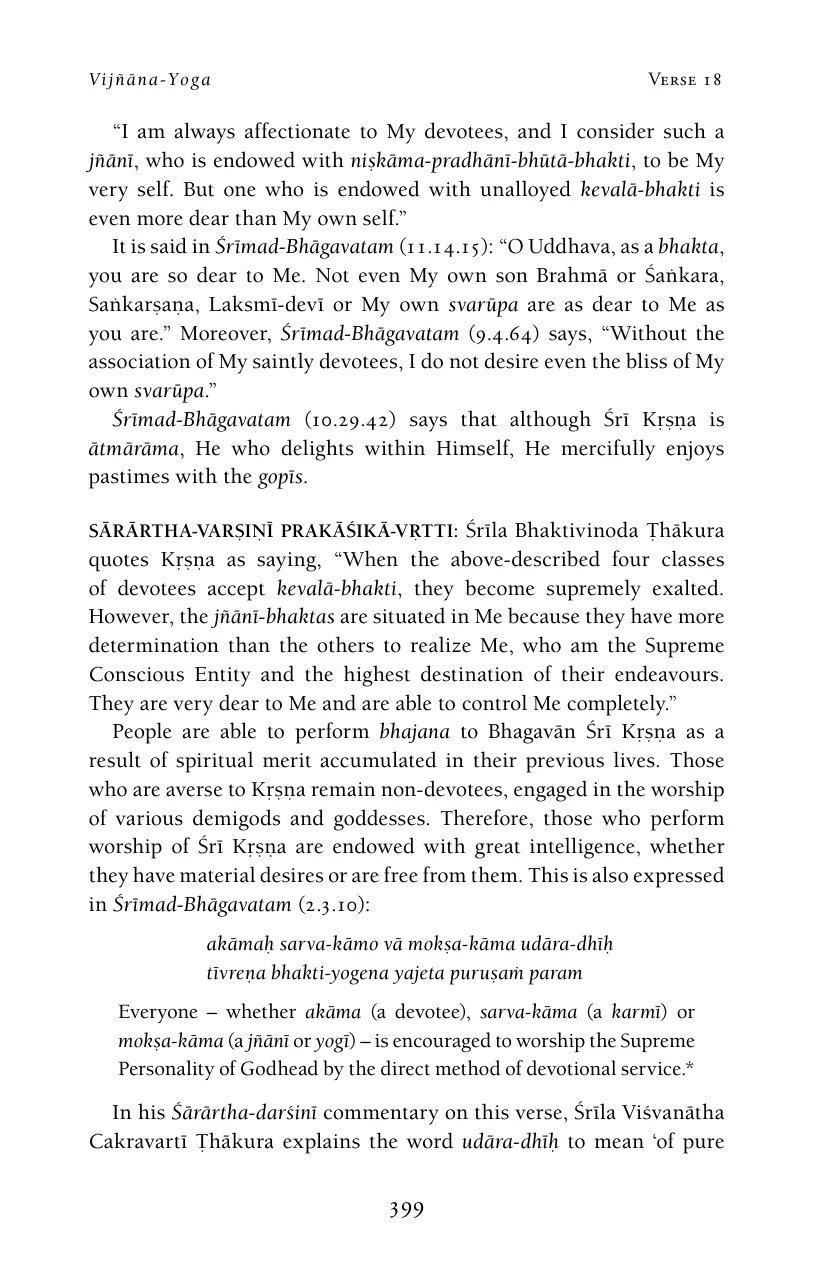 Vijñāna-Yoga
Verse 18
“I am always affectionate to My devotees, and I consider such a
jñānī, who is endowed with niṣkāma-pradhānī-bhūtā-bhakti, to be My
very self. But one who is endowed with unalloyed kevalā-bhakti is
even more dear than My own self.”
It is said in Śrīmad-Bhāgavatam (11.14.15): “O Uddhava, as a bhakta,
you are so dear to Me. Not even My own son Brahmā or Śaṅkara,
Saṅkarṣaṇa, Laksmī-devī or My own svarūpa are as dear to Me as
you are.” Moreover, Śrīmad-Bhāgavatam (9.4.64) says, “Without the
association of My saintly devotees, I do not desire even the bliss of My
own svarūpa.”
Śrīmad-Bhāgavatam (10.29.42) says that although Śrī Kṛṣṇa is
ātmārāma, He who delights within Himself, He mercifully enjoys
pastimes with the gopīs.
SĀRĀRTHA-VARṢIṆĪ PRAKĀŚIKĀ-VṚTTI: Śrīla Bhaktivinoda Ṭhākura
quotes Kṛṣṇa as saying, “When the above-described four classes
of devotees accept kevalā-bhakti, they become supremely exalted.
However, the jñānī-bhaktas are situated in Me because they have more
determination than the others to realize Me, who am the Supreme
Conscious Entity and the highest destination of their endeavours.
They are very dear to Me and are able to control Me completely.”
People are able to perform bhajana to Bhagavān Śrī Kṛṣṇa as a
result of spiritual merit accumulated in their previous lives. Those
who are averse to Kṛṣṇa remain non-devotees, engaged in the worship
of various demigods and goddesses. Therefore, those who perform
worship of Śrī Kṛṣṇa are endowed with great intelligence, whether
they have material desires or are free from them. This is also expressed
in Śrīmad-Bhāgavatam (2.3.10):
akāmaḥ sarva-kāmo vā mokṣa-kāma udāra-dhīḥ
tīvreṇa bhakti-yogena yajeta puruṣaṁ param
Everyone – whether akāma (a devotee), sarva-kāma (a karmī) or
mokṣa-kāma (a jñānī or yogī) – is encouraged to worship the Supreme
Personality of Godhead by the direct method of devotional service.*
In his Śārārtha-darśinī commentary on this verse, Śrīla Viśvanātha
Cakravartī Ṭhākura explains the word udāra-dhīḥ to mean ‘of pure
399